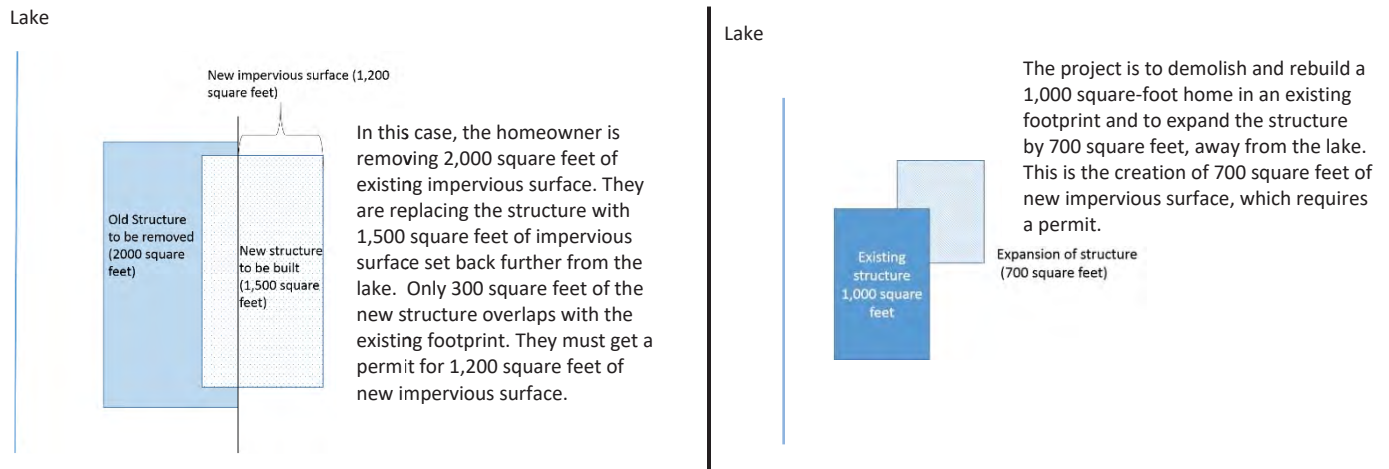 Lake
New impervious surface (1,200
square feet)
In this case, the homeowner is
removing 2,000 square feet of
existing impervious surface. They
are replacing the structure with
1,500 square feet of impervious
surface set back further from the
lake.  Only 300 square feet of the
new structure overlaps with the
existing footprint. They must get a
permit for 1,200 square feet of
new impervious surface.
Old Structure
to be removed
(2000 square
feet)
New structure
to be built
(1,500 square
feet)
Lake
The project is to demolish and rebuild a
1,000 square-foot home in an existing
footprint and to expand the structure
by 700 square feet, away from the lake.
This is the creation of 700 square feet of
new impervious surface, which requires
a permit.
Existing
structure
1,000 square
feet
Expansion of structure
(700 square feet)